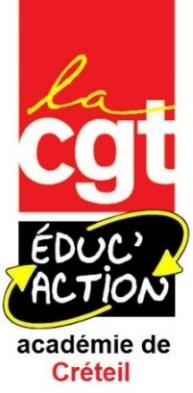 la
cgt
ÉDUC'
ACTION
académie de
Créteil